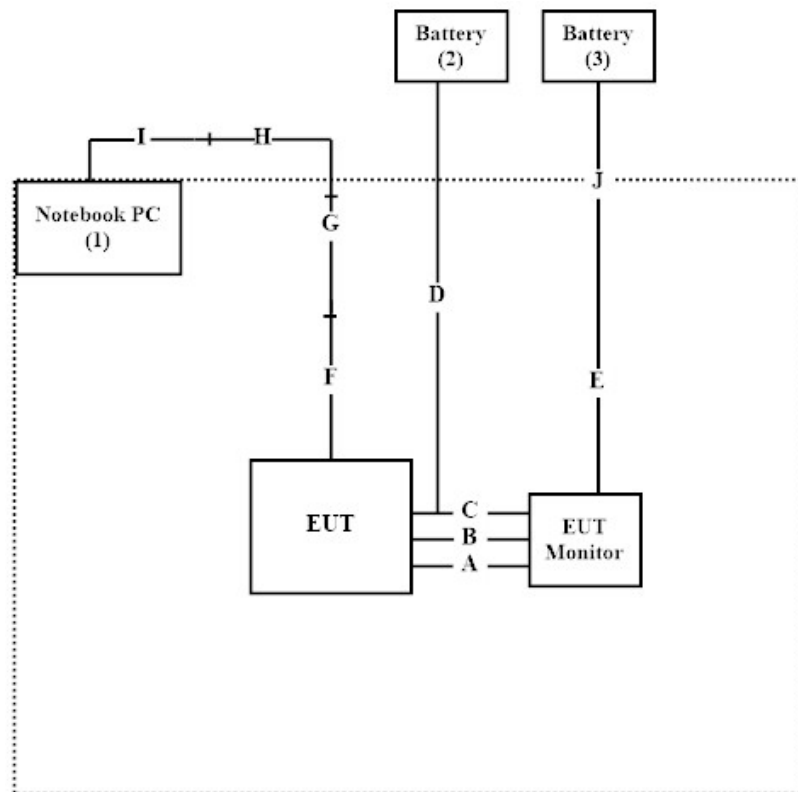 Battery
(2)
Battery
(3)
I
H
J
Notebook PC
(1)
G
D
F
E
EUT
C
B
A
EUT
Monitor